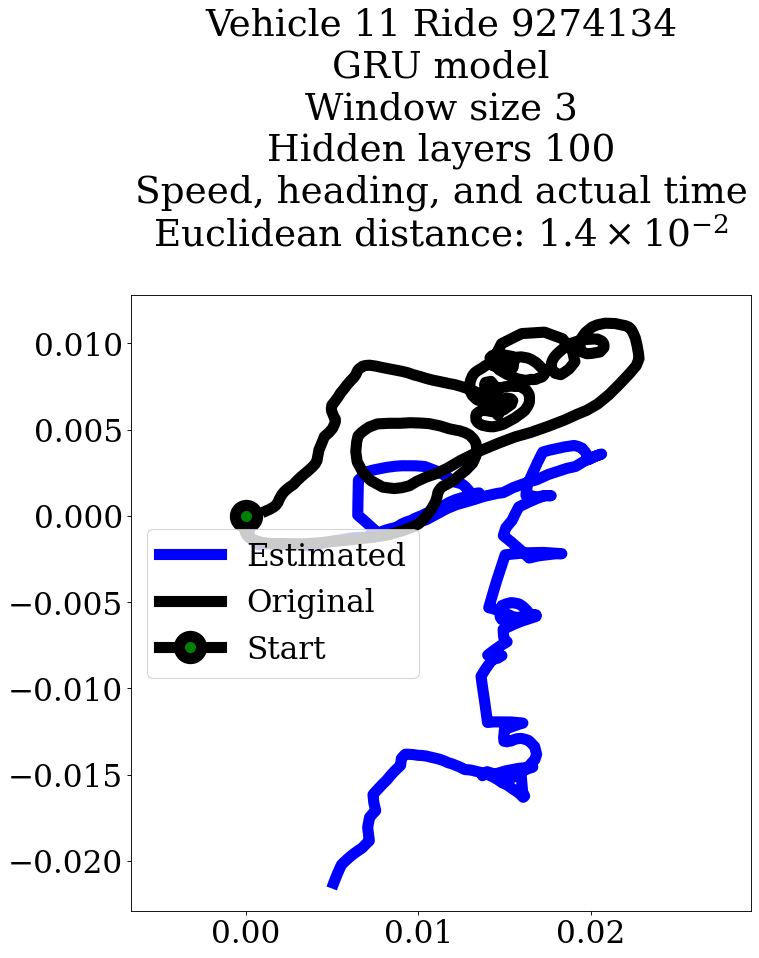 Vehicle 11 Ride 9274134
GRU model
Window size 3
Hidden layers 100
Speed, heading, and actual time
Euclidean distance: 1.4 × 10⁻²
0.010
0.005
0.000
−0.005
−0.010
−0.015
−0.020
Estimated
Original
Start
0.00 0.01 0.02